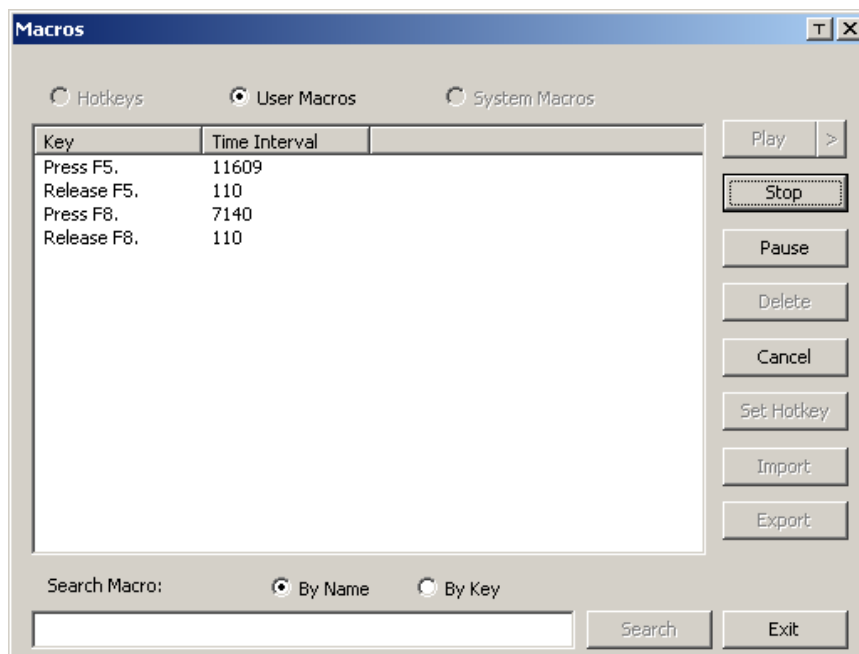 Macros
Hotkeys User Macros System Macros
Key Time Interval
Press F5. 11609
Release F5. 110
Press F8. 7140
Release F8. 110
Play >
Stop
Pause
Delete
Cancel
Set Hotkey
Import
Export
Search Macro: By Name By Key
Search Exit